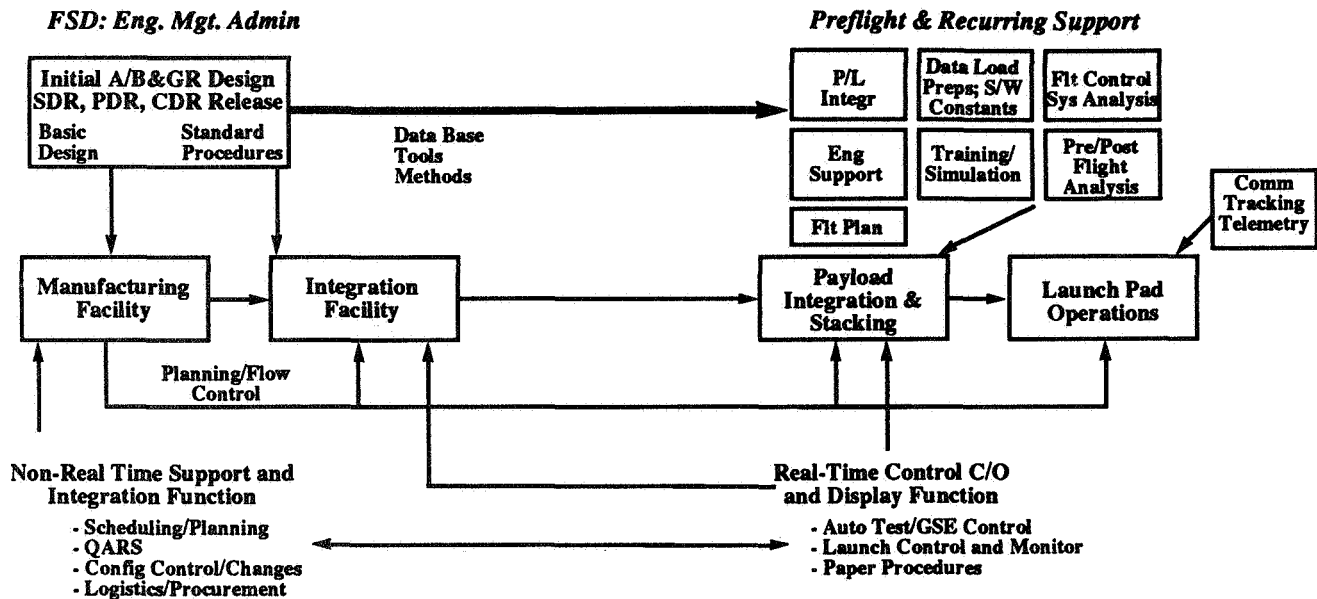 FSD: Eng. Mgt. Admin
Preflight & Recurring Support
Initial A/B&GR Design
SDR, PDR, CDR Release
Basic
Design
Standard
Procedures
Data Base
Tools
Methods
P/L
Integr
Data Load
Preps; S/W
Constants
Flt Control
Sys Analysis
Eng
Support
Training/
Simulation
Pre/Post
Flight
Analysis
Flt Plan
Comm
Tracking
Telemetry
Manufacturing
Facility
Integration
Facility
Payload
Integration &
Stacking
Launch Pad
Operations
Planning/Flow
Control
Non-Real Time Support and
Integration Function
- Scheduling/Planning
- QARS
- Config Control/Changes
- Logistics/Procurement
Real-Time Control C/O
and Display Function
- Auto Test/GSE Control
- Launch Control and Monitor
- Paper Procedures